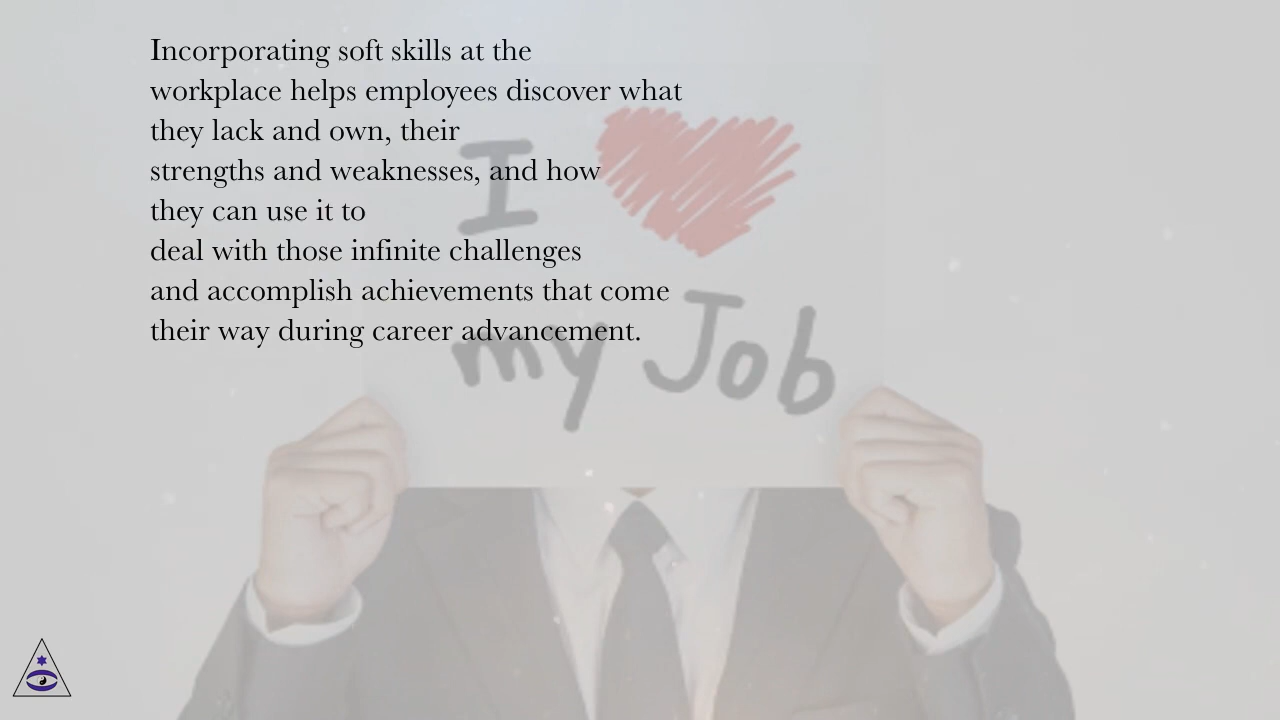 Incorporating soft skills at the
workplace helps employees discover what
they lack and own, their
strengths and weaknesses, and how
they can use it to
deal with those infinite challenges
and accomplish achievements that come
their way during career advancement.
I
my Job